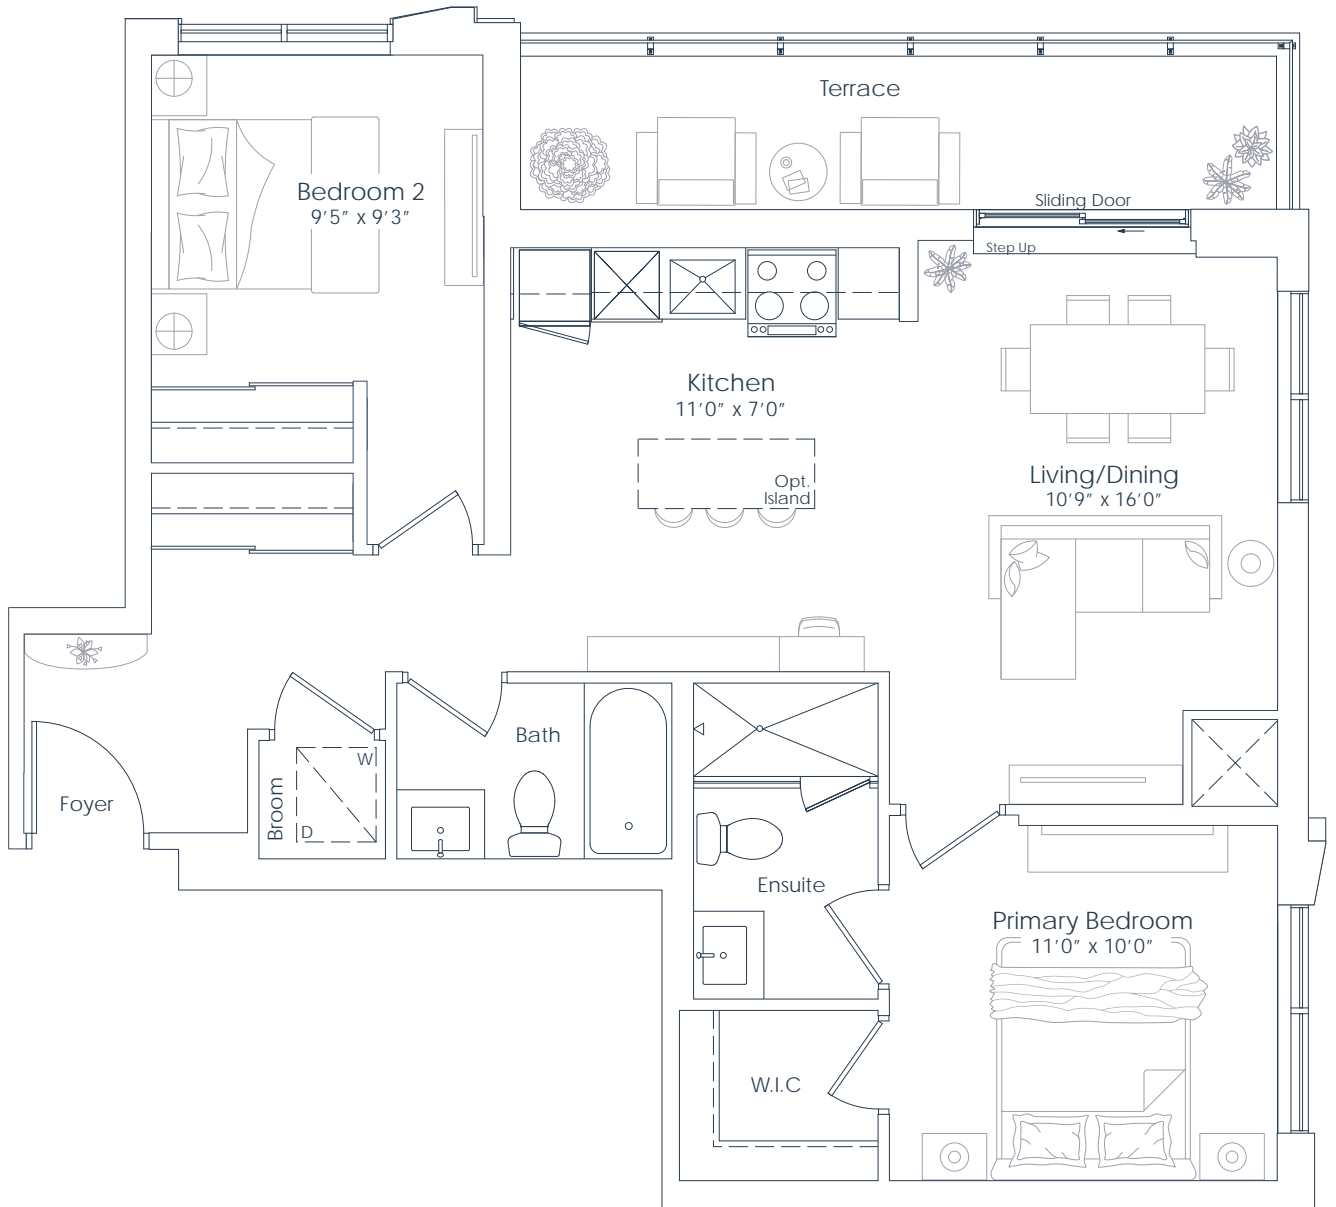 Terrace
Bedroom 2
9'5" x 9'3"
Sliding Door
Step Up
Kitchen
11'0" x 7'0"
Opt.
Island
Living/Dining
10'9" x 16'0"
Foyer
Broom
W
D
Bath
Ensuite
Primary Bedroom
11'0" x 10'0"
W.I.C